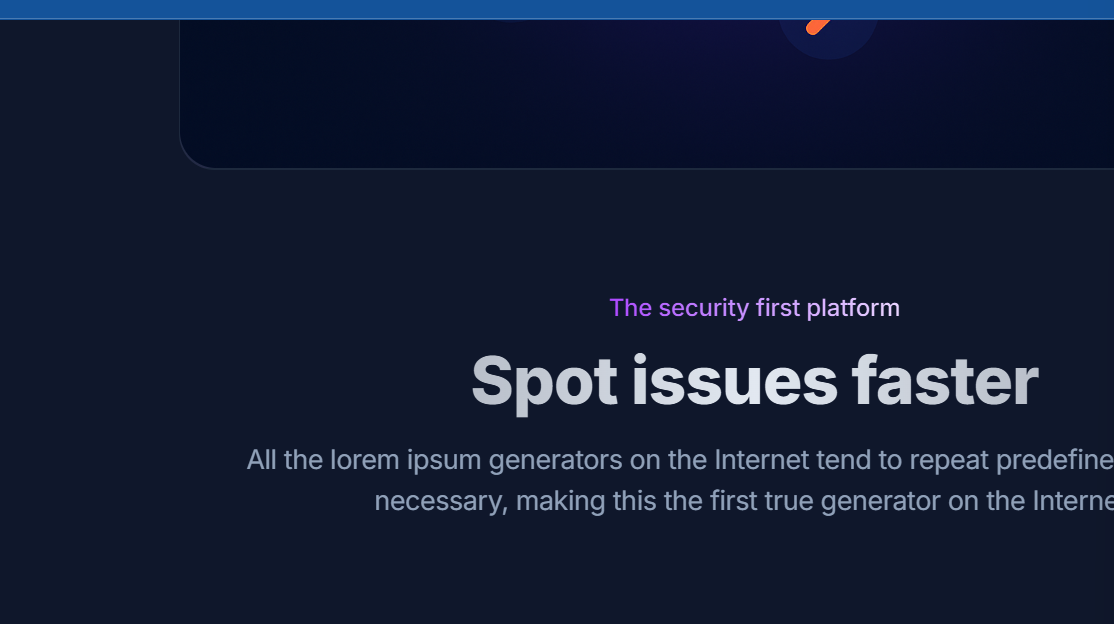 The security first platform
Spot issues faster
All the lorem ipsum generators on the Internet tend to repeat predefine
necessary, making this the first true generator on the Interne